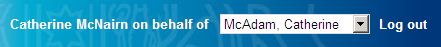 Catherine McNairn on behalf of McAdam, Catherine Log out